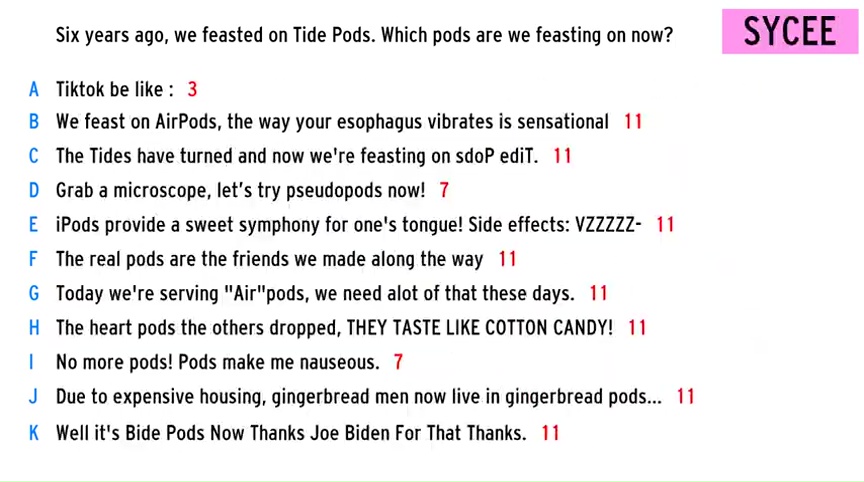 Six years ago, we feasted on Tide Pods. Which pods are we feasting on now?
SYCEE
A Tiktok be like : 3
B We feast on AirPods, the way your esophagus vibrates is sensational 11
C The Tides have turned and now we're feasting on sdoP ediT. 11
D Grab a microscope, let's try pseudopods now! 7
E iPods provide a sweet symphony for one's tongue! Side effects: VZZZZZ- 11
F The real pods are the friends we made along the way 11
G Today we're serving "Air"pods, we need alot of that these days. 11
H The heart pods the others dropped, THEY TASTE LIKE COTTON CANDY! 11
I No more pods! Pods make me nauseous. 7
J Due to expensive housing, gingerbread men now live in gingerbread pods... 11
K Well it's Bide Pods Now Thanks Joe Biden For That Thanks. 11